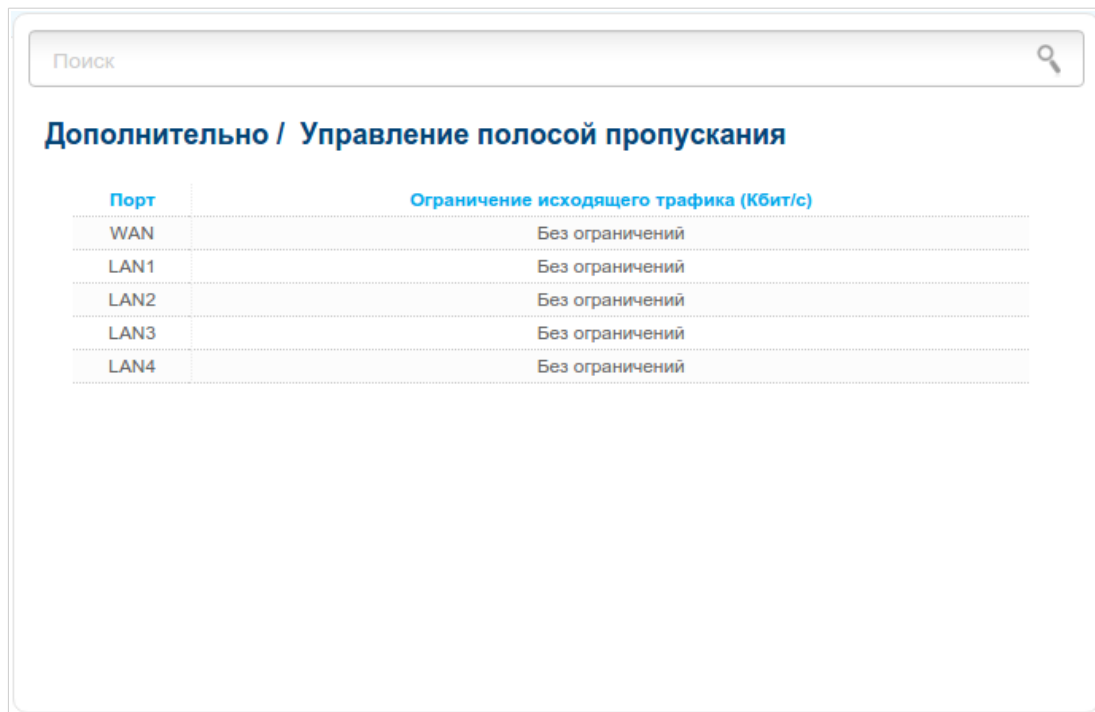 Поиск
Дополнительно / Управление полосой пропускания
Порт Ограничение исходящего трафика (Кбит/с)
WAN Без ограничений
LAN1 Без ограничений
LAN2 Без ограничений
LAN3 Без ограничений
LAN4 Без ограничений